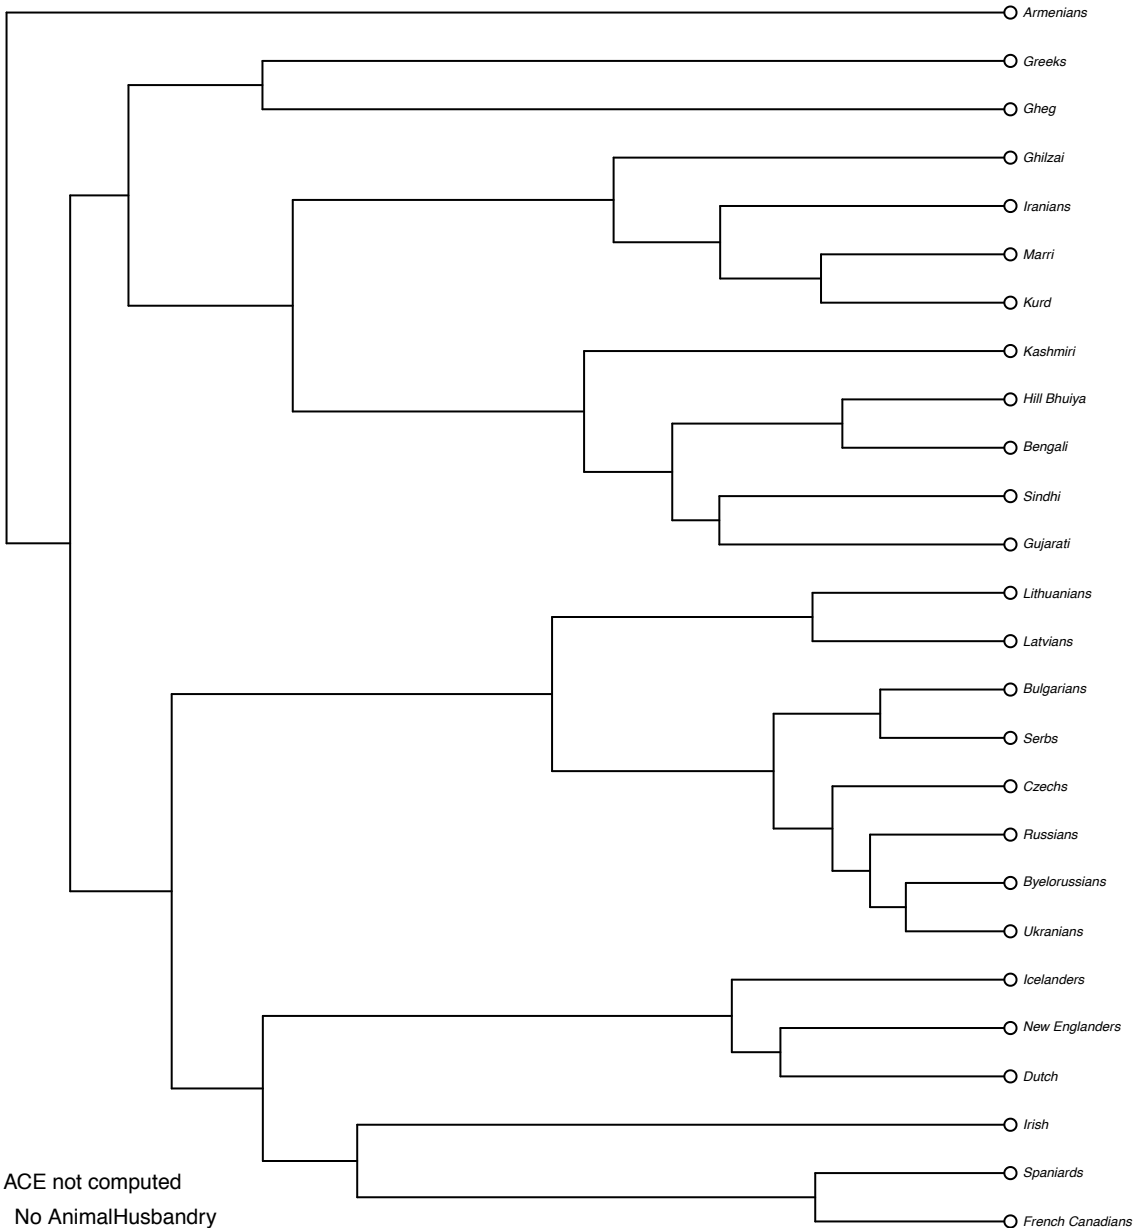 Armenians
Greeks
Gheg
Ghilzai
Iranians
Marri
Kurd
Kashmiri
Hill Bhuiya
Bengali
Sindhi
Gujarati
Lithuanians
Latvians
Bulgarians
Serbs
Czechs
Russians
Byelorussians
Ukranians
Icelanders
New Englanders
Dutch
Irish
Spaniards
French Canadians
ACE not computed
No AnimalHusbandry